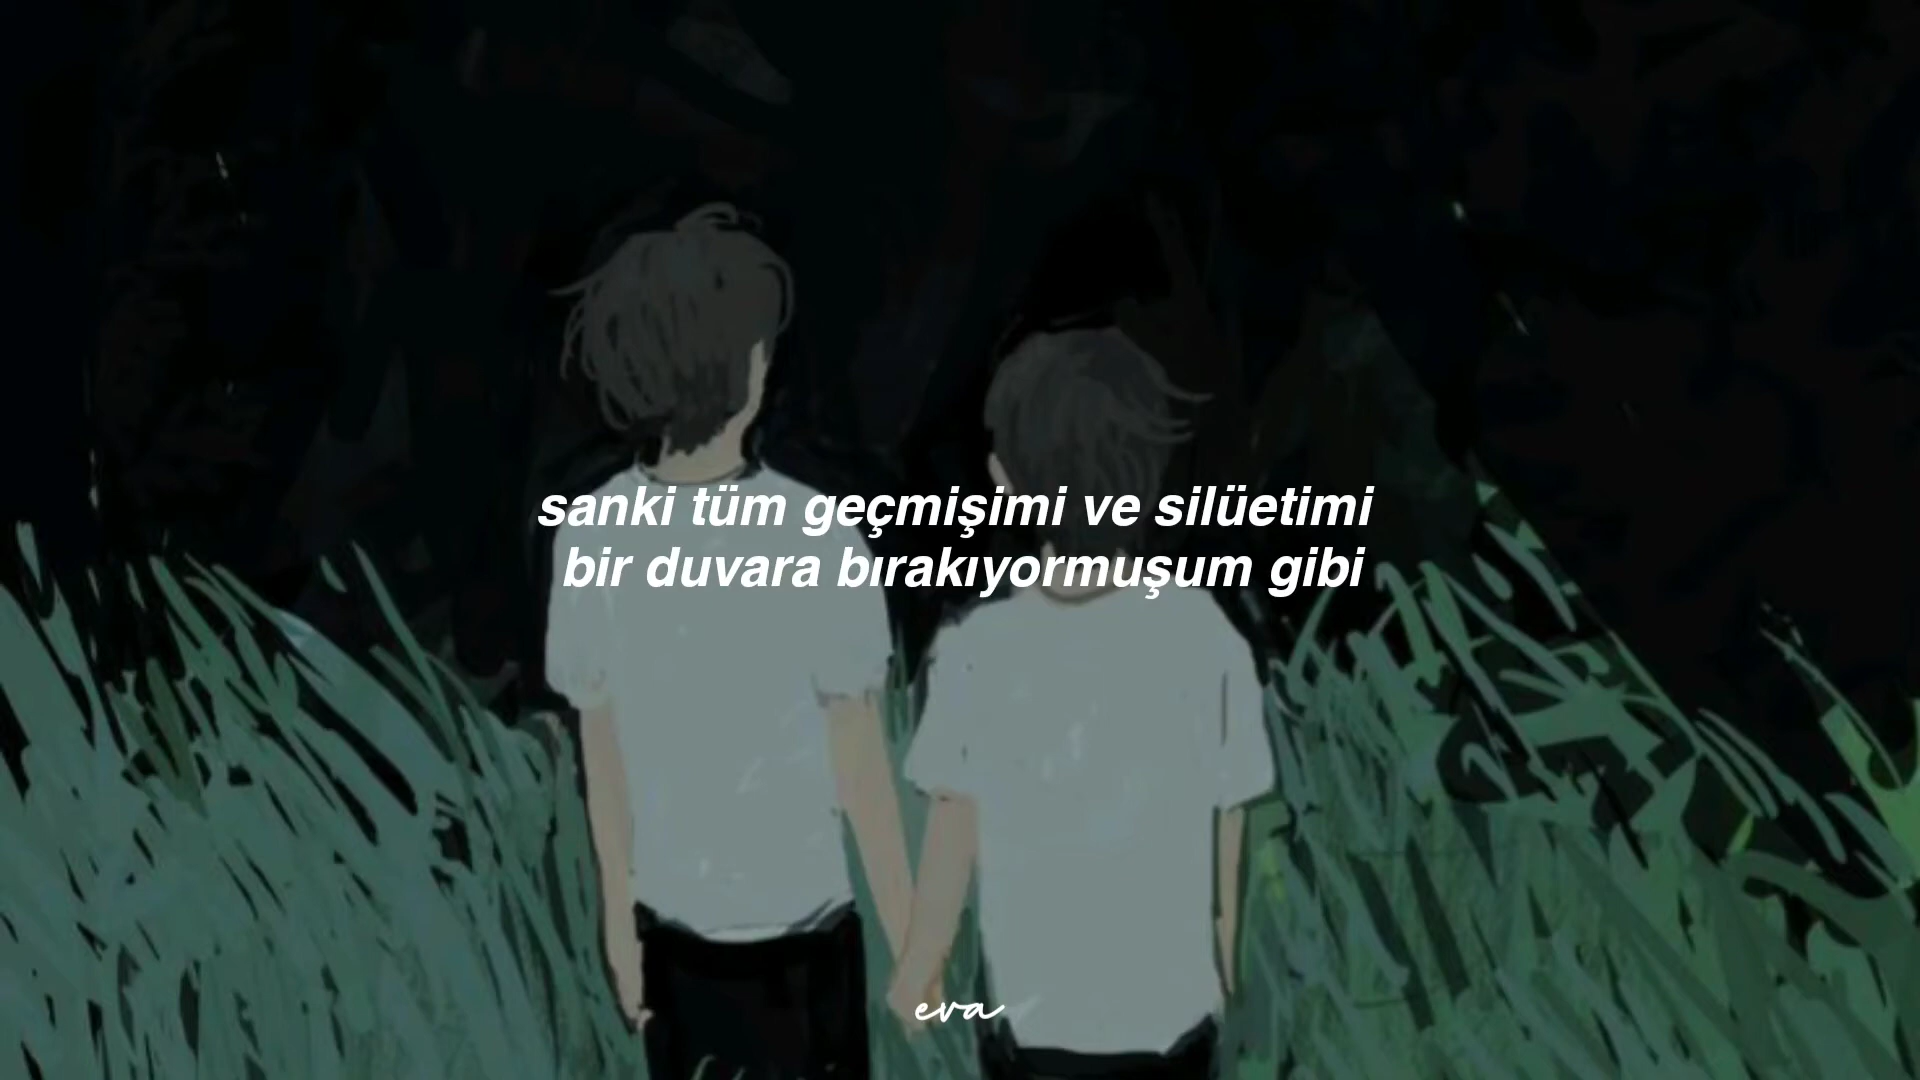 sanki tüm geçmişimi ve silüetimi
bir duvara bırakıyormuşum gibi
eva